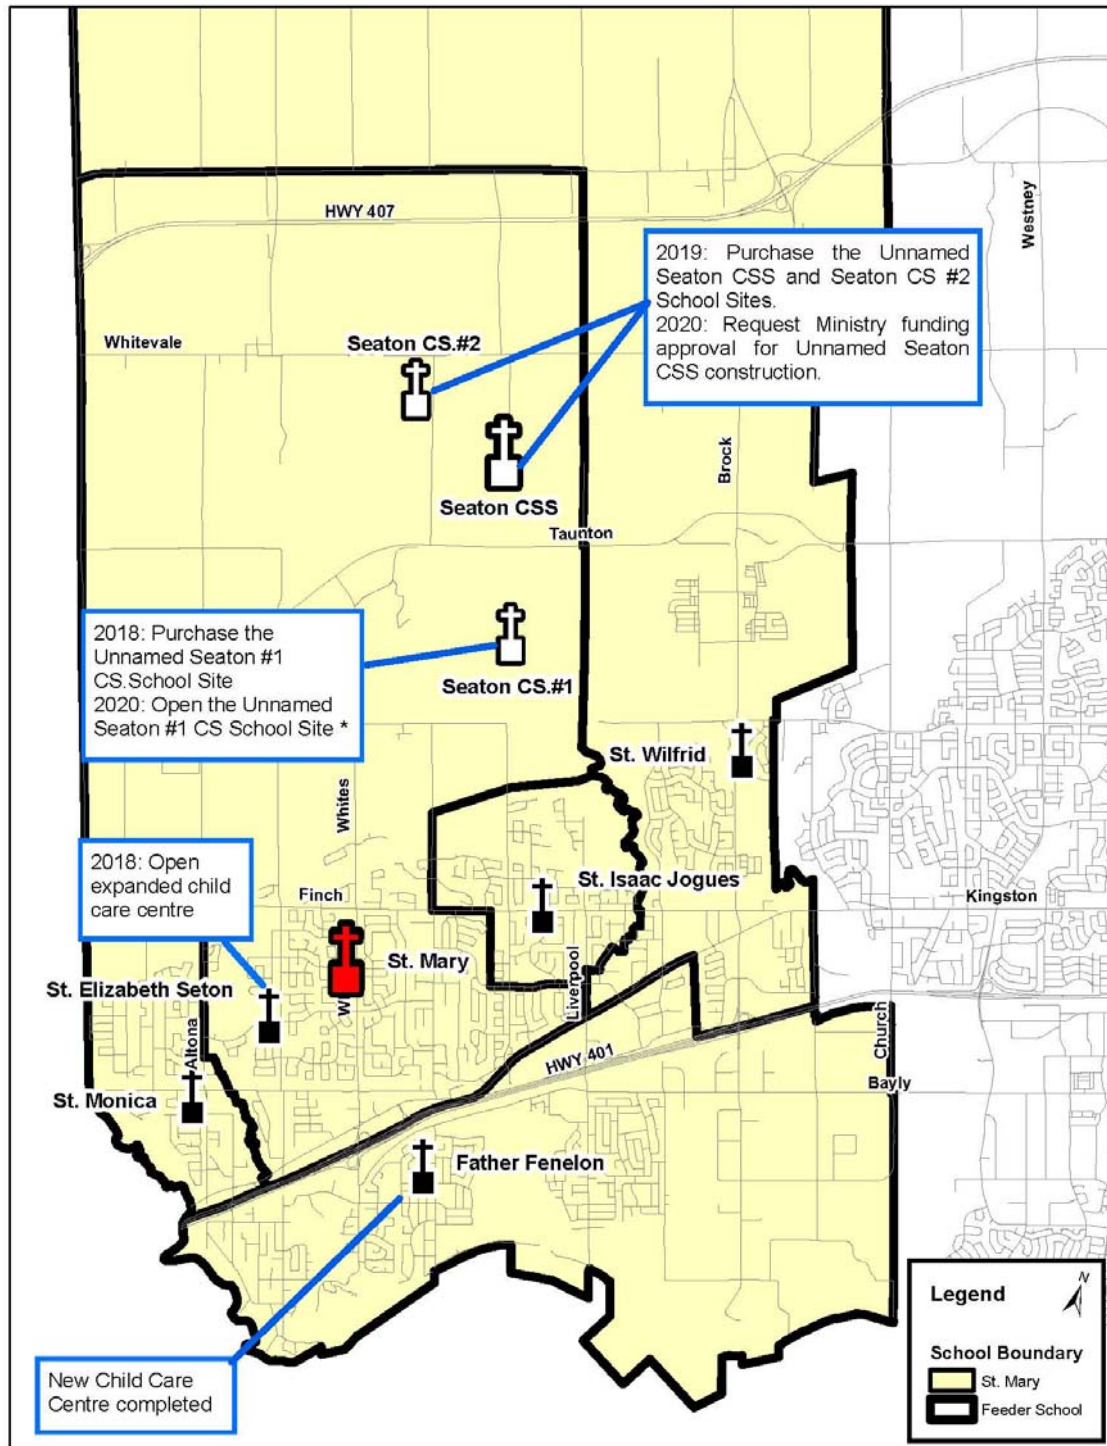 HWY 407
Westney
2019: Purchase the Unnamed
Seaton CSS and Seaton CS #2
School Sites.
2020: Request Ministry funding
approval for Unnamed Seaton
CSS construction.
Whitevale
Seaton CS.#2
Brock
Seaton CSS
Taunton
2018: Purchase the
Unnamed Seaton #1
CS.School Site
2020: Open the Unnamed
Seaton #1 CS School Site *
Seaton CS.#1
St. Wilfrid
Whites
2018: Open
expanded child
care centre
Finch
St. Isaac Jogues
Kingston
St. Mary
St. Elizabeth Seton
Liverpool
Altona
HWY 401
Church
Bayly
St. Monica
Father Fenelon
New Child Care
Centre completed
Legend
N
School Boundary
St. Mary
Feeder School